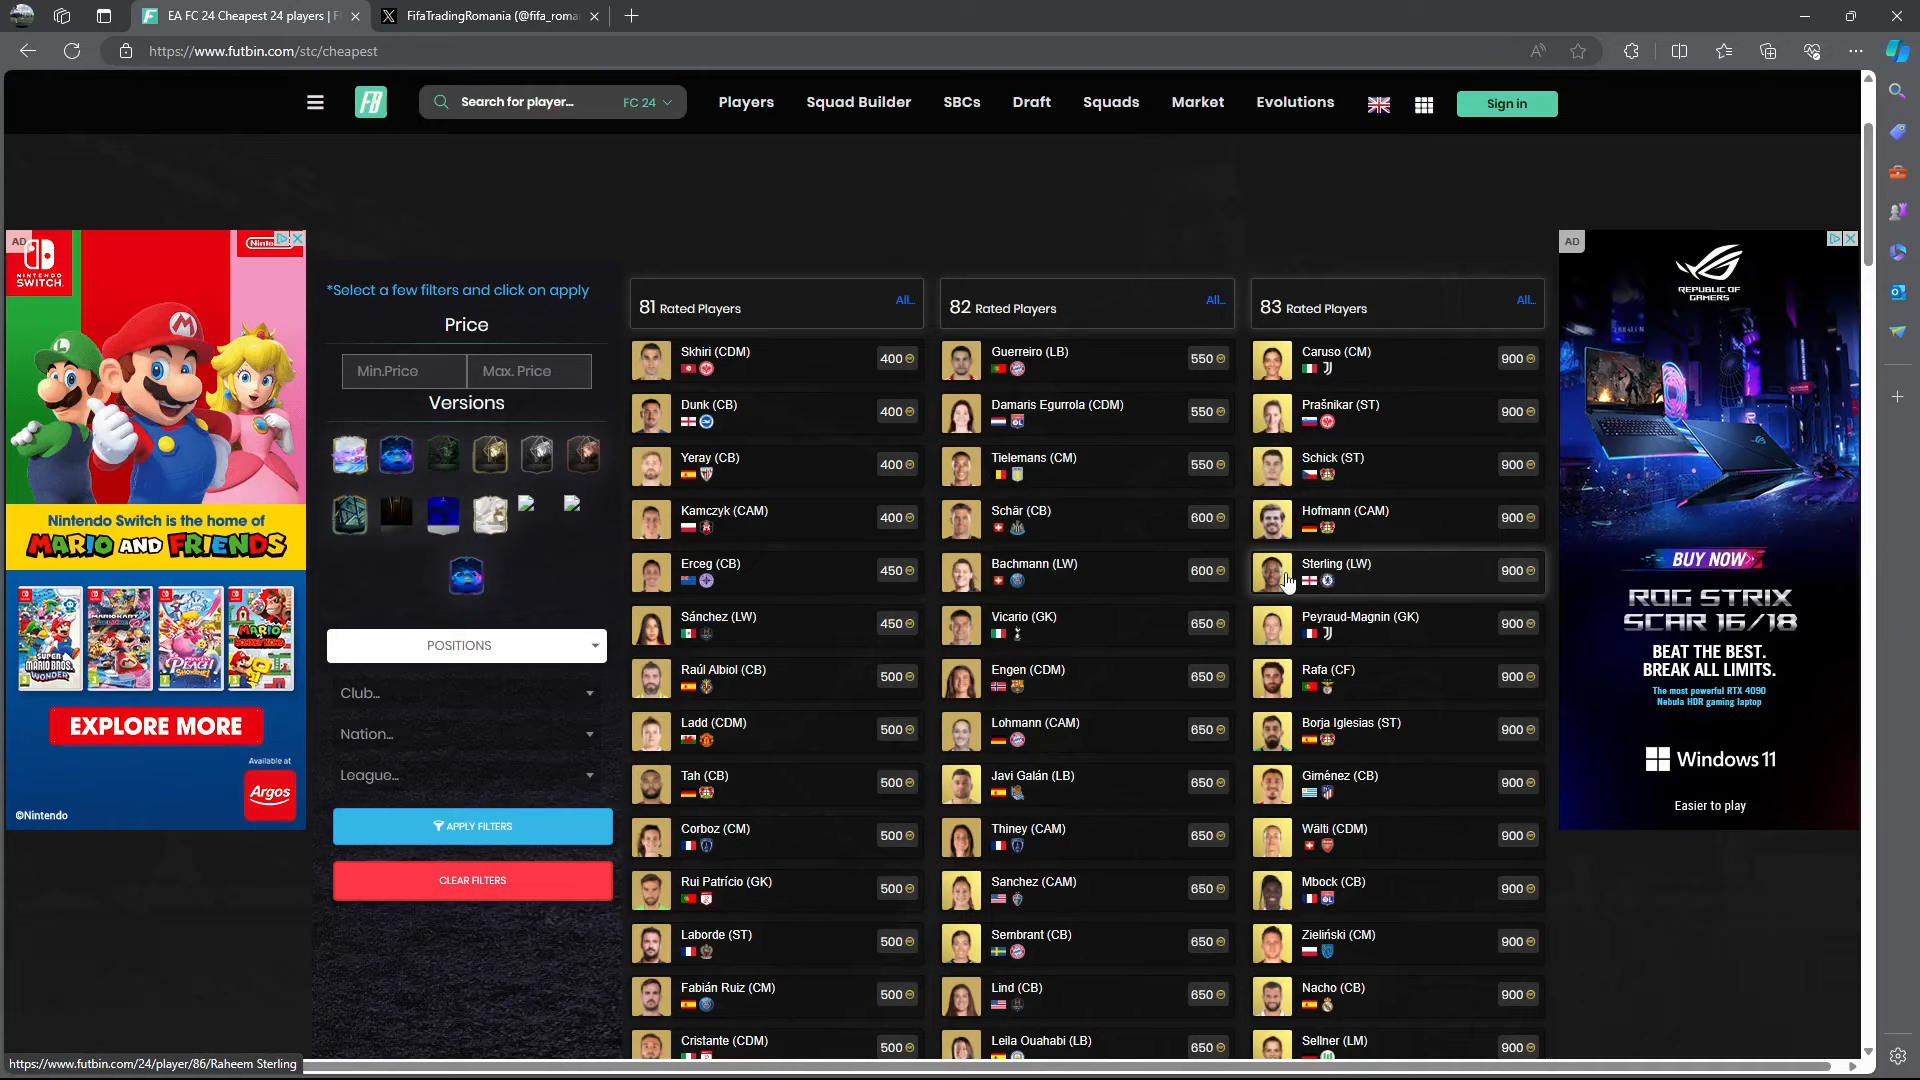 EA FC 24 Cheapest 24 players | F
FifaTradingRomania (@fifa_roma
https://www.futbin.com/stc/cheapest
Search for player...
FC 24
Players
Squad Builder
SBCs
Draft
Squads
Market
Evolutions
Sign in
AD
NINTENDO
SWITCH
Nintendo Switch is the home of
MARIO AND FRIENDS
EXPLORE MORE
Available at
Argos
©Nintendo
*Select a few filters and click on apply
Price
Min.Price
Max. Price
Versions
POSITIONS
Club...
Nation...
League...
APPLY FILTERS
CLEAR FILTERS
81 Rated Players
All...
Skhiri (CDM)
400
Dunk (CB)
400
Yeray (CB)
400
Kamczyk (CAM)
400
Erceg (CB)
450
Sánchez (LW)
450
Raúl Albiol (CB)
500
Ladd (CDM)
500
Tah (CB)
500
Corboz (CM)
500
Rui Patrício (GK)
500
Laborde (ST)
500
Fabián Ruiz (CM)
500
Cristante (CDM)
500
82 Rated Players
All...
Guerreiro (LB)
550
Damaris Egurrola (CDM)
550
Tielemans (CM)
550
Schär (CB)
600
Bachmann (LW)
600
Vicario (GK)
650
Engen (CDM)
650
Lohmann (CAM)
650
Javi Galán (LB)
650
Thiney (CAM)
650
Sanchez (CAM)
650
Sembrant (CB)
650
Lind (CB)
650
Leila Ouahabi (LB)
650
83 Rated Players
All...
Caruso (CM)
900
Prašnikar (ST)
900
Schick (ST)
900
Hofmann (CAM)
900
Sterling (LW)
900
Peyraud-Magnin (GK)
900
Rafa (CF)
900
Borja Iglesias (ST)
900
Giménez (CB)
900
Wälti (CDM)
900
Mbock (CB)
900
Zieliński (CM)
900
Nacho (CB)
900
Sellner (LM)
900
AD
REPUBLIC OF
GAMERS
BUY NOW
ROG STRIX
SCAR 16/18
BEAT THE BEST.
BREAK ALL LIMITS.
The most powerful RTX 4090
Nebula HDR gaming laptop
Windows 11
Easier to play
https://www.futbin.com/24/player/86/Raheem Sterling